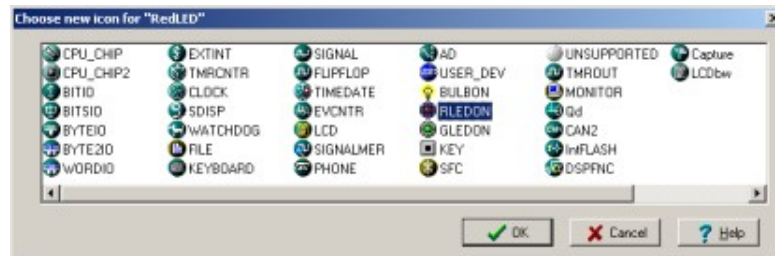 Choose new icon for "RedLED"
CPU_CHIP EXTINT SIGNAL AD UNSUPPORTED Capture
CPU_CHIP2 TMRCNTR FLIPFLOP USER_DEV TMROUT LCDbw
BITIO CLOCK TIMEDATE BULBON MONITOR
BITSIO SDISP EVCNTR RLEDON Qd
BYTEIO WATCHDOG LCD GLEDON CAN2
BYTE2IO FILE SIGNALMER KEY IntFLASH
WORDIO KEYBOARD PHONE SFC DSPFNC
OK Cancel Help